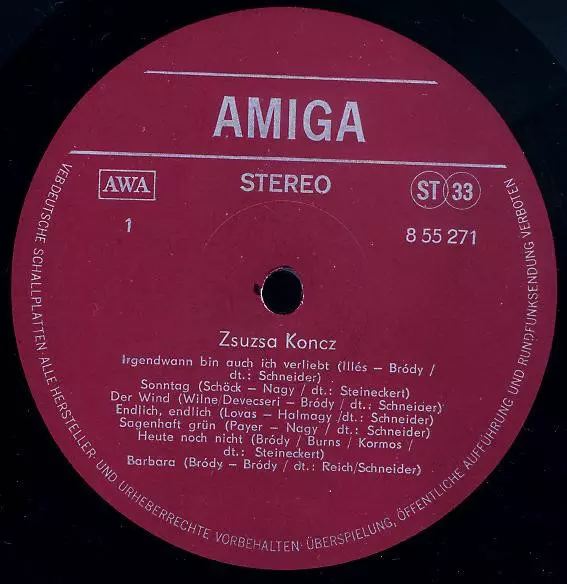 AMIGA
AWA
STEREO
ST 33
1
8 55 271
Zsuzsa Koncz
Irgendwann bin auch ich verliebt (Illés – Bródy /
dt.: Schneider)
Sonntag (Schöck – Nagy / dt.: Steineckert)
Der Wind (Wilne/Devecseri – Bródy / dt.: Schneider)
Endlich, endlich (Lovas – Halmagy /dt.: Schneider)
Sagenhaft grün (Payer – Nagy / dt.: Schneider)
Heute noch nicht (Bródy / Burns / Kormos /
dt.: Steineckert)
Barbara (Bródy – Bródy / dt.: Reich/Schneider)
VEB DEUTSCHE SCHALLPLATTEN ALLE HERSTELLER- UND URHEBERRECHTE VORBEHALTEN· ÜBERSPIELUNG, ÖFFENTLICHE AUFFÜHRUNG UND RUNDFUNKSENDUNG VERBOTEN